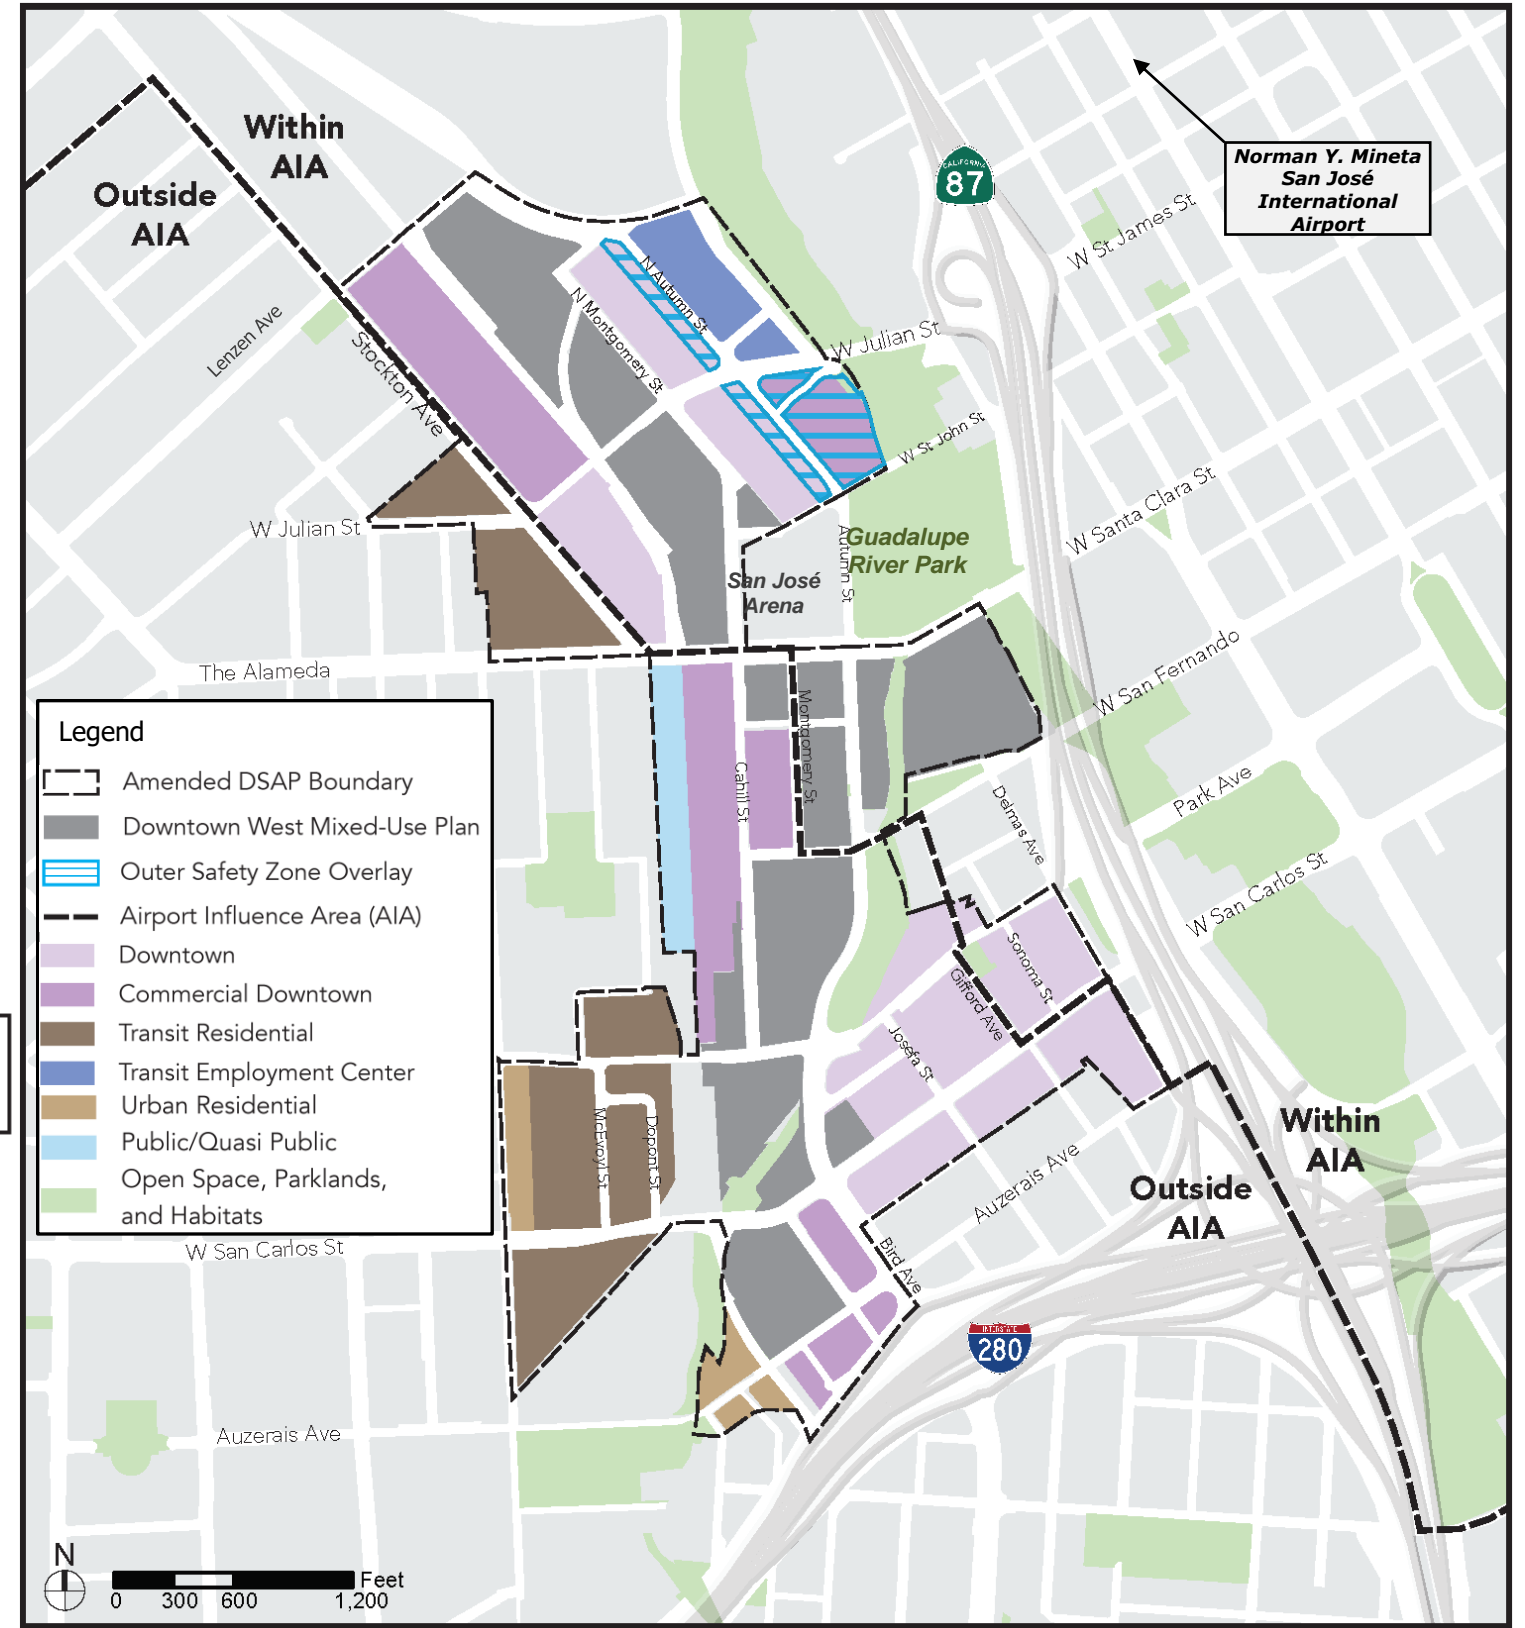 Within
AIA
Outside
AIA
CALIFORNIA
87
Norman Y. Mineta
San José
International
Airport
W St James St
N Autumn St
N Montgomery St
W Julian St
Lenzen Ave
Stockton Ave
W St John St
W Santa Clara St
W Julian St
Autumn St
Guadalupe
River Park
San José
Arena
The Alameda
W San Fernando
Montgomery St
Cahill St
Park Ave
Delmas Ave
W San Carlos St
Legend
Amended DSAP Boundary
Downtown West Mixed-Use Plan
Outer Safety Zone Overlay
Airport Influence Area (AIA)
Downtown
Commercial Downtown
Transit Residential
Transit Employment Center
Urban Residential
Public/Quasi Public
Open Space, Parklands,
and Habitats
Sonoma St
Gifford Ave
Josefa St
McEvoyl St
Dopont St
Within
AIA
Outside
AIA
Auzerais Ave
W San Carlos St
Bird Ave
INTERSTATE
280
Auzerais Ave
N
Feet
0 300 600 1,200